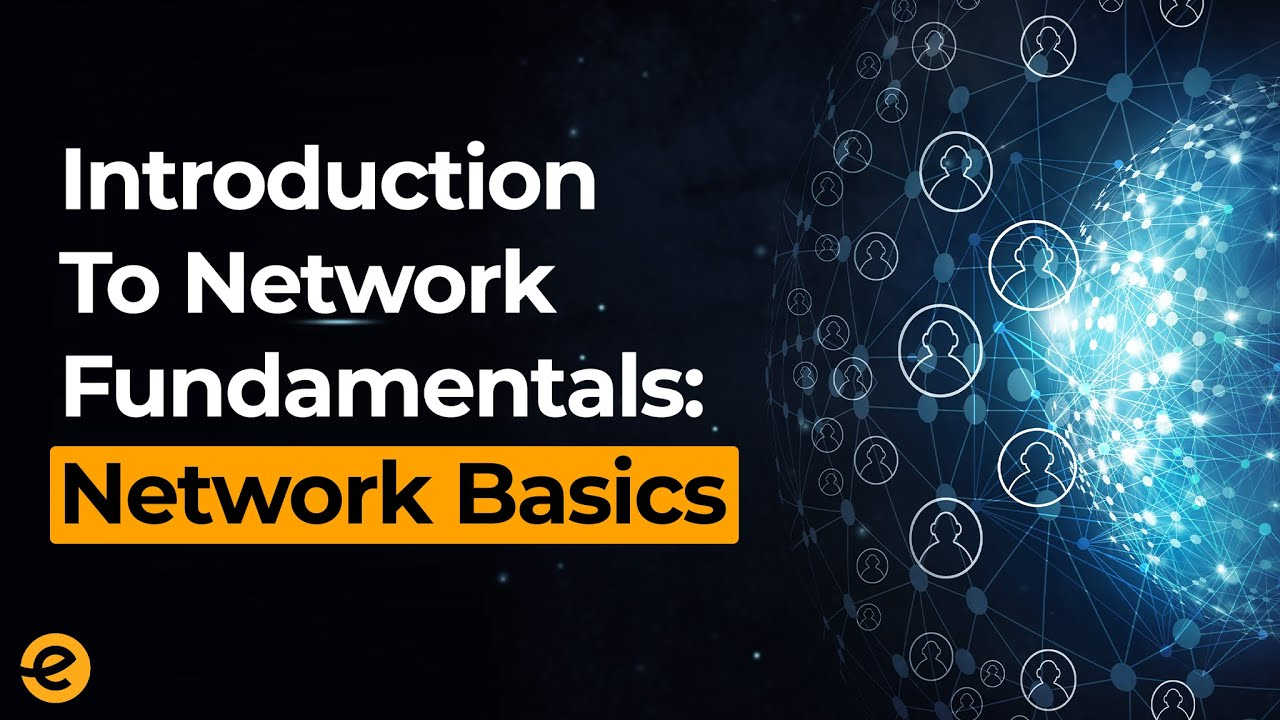 Introduction
To Network
Fundamentals:
Network Basics
e